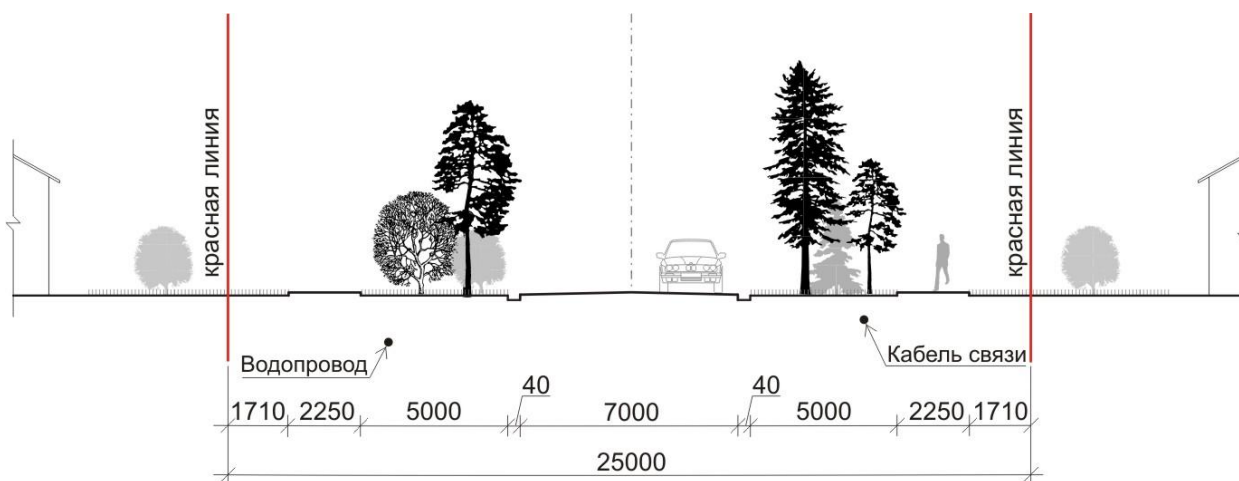 красная линия
красная линия
Водопровод
Кабель связи
40
40
1710 2250 5000 7000 5000 2250 1710
25000